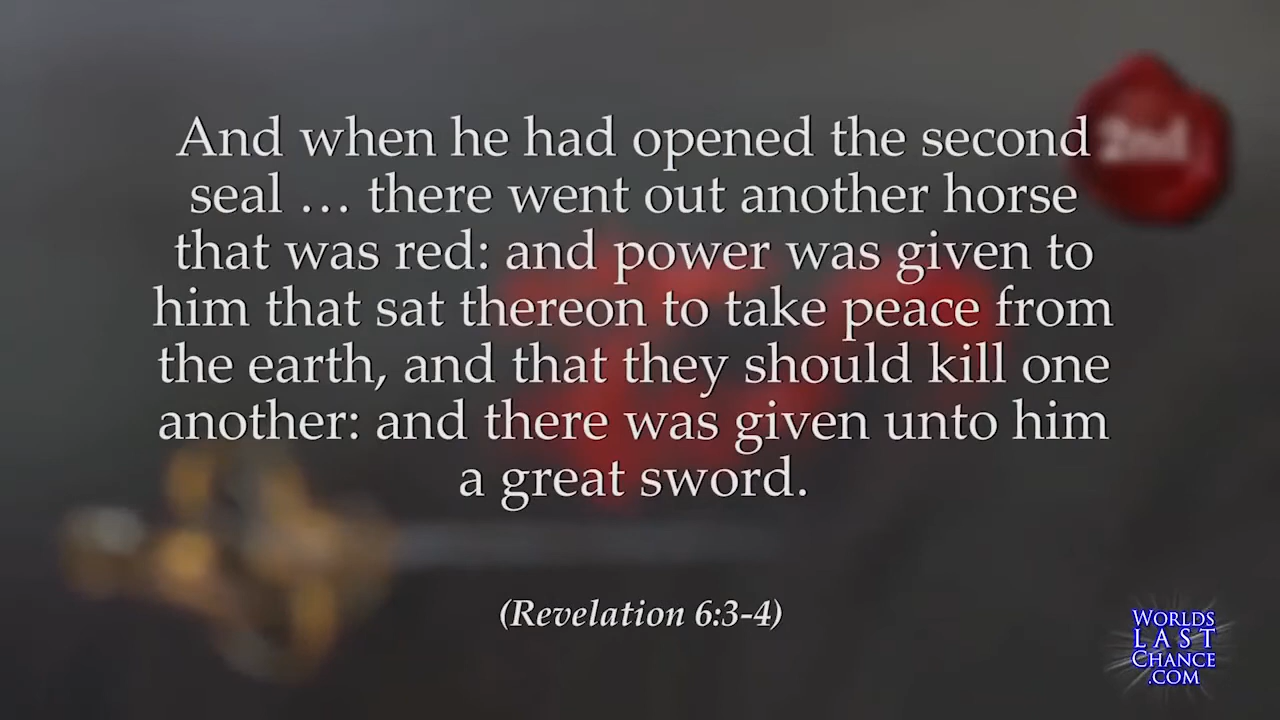 And when he had opened the second
seal … there went out another horse
that was red: and power was given to
him that sat thereon to take peace from
the earth, and that they should kill one
another: and there was given unto him
a great sword.
2nd
(Revelation 6:3-4)
WORLDS
LAST
CHANCE
.COM